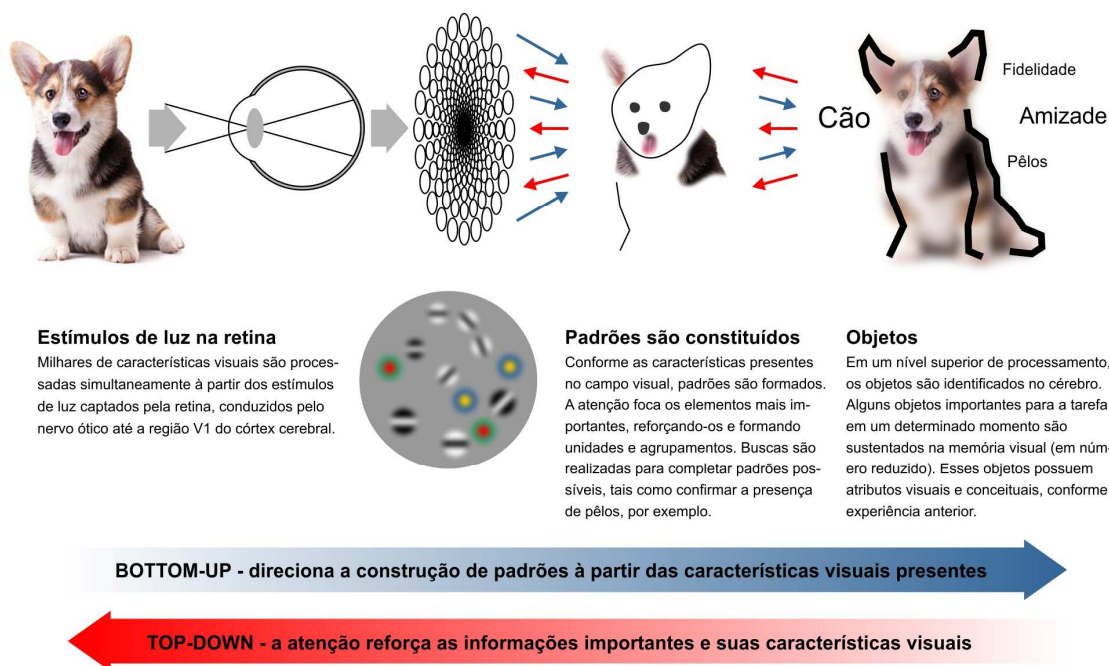 Fidelidade
Cão
Amizade
Pêlos
Estímulos de luz na retina
Milhares de características visuais são proces-
sadas simultaneamente à partir dos estímulos
de luz captados pela retina, conduzidos pelo
nervo ótico até a região V1 do córtex cerebral.
Padrões são constituídos
Conforme as características presentes
no campo visual, padrões são formados.
A atenção foca os elementos mais im-
portantes, reforçando-os e formando
unidades e agrupamentos. Buscas são
realizadas para completar padrões pos-
síveis, tais como confirmar a presença
de pêlos, por exemplo.
Objetos
Em um nível superior de processamento,
os objetos são identificados no cérebro.
Alguns objetos importantes para a tarefa
em um determinado momento são
sustentados na memória visual (em núm-
ero reduzido). Esses objetos possuem
atributos visuais e conceituais, conforme
experiência anterior.
BOTTOM-UP - direciona a construção de padrões à partir das características visuais presentes
TOP-DOWN - a atenção reforça as informações importantes e suas características visuais